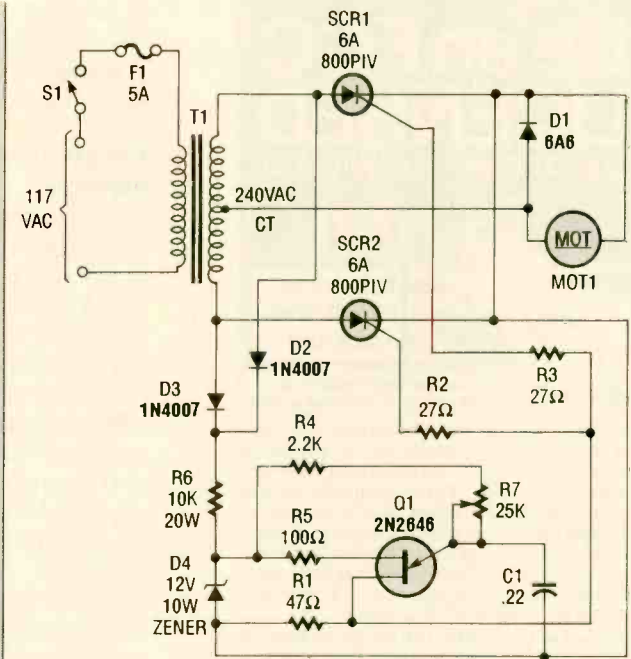 SCR1
6A
800PIV
F1
5A
S1
T1
D1
6A6
117
VAC
240VAC
CT
MOT
MOT1
SCR2
6A
800PIV
D2
1N4007
D3
1N4007
R3
27Ω
R2
27Ω
R4
2.2K
R6
10K
20W
R7
25K
Q1
2N2646
R5
100Ω
D4
12V
10W
ZENER
R1
47Ω
C1
.22